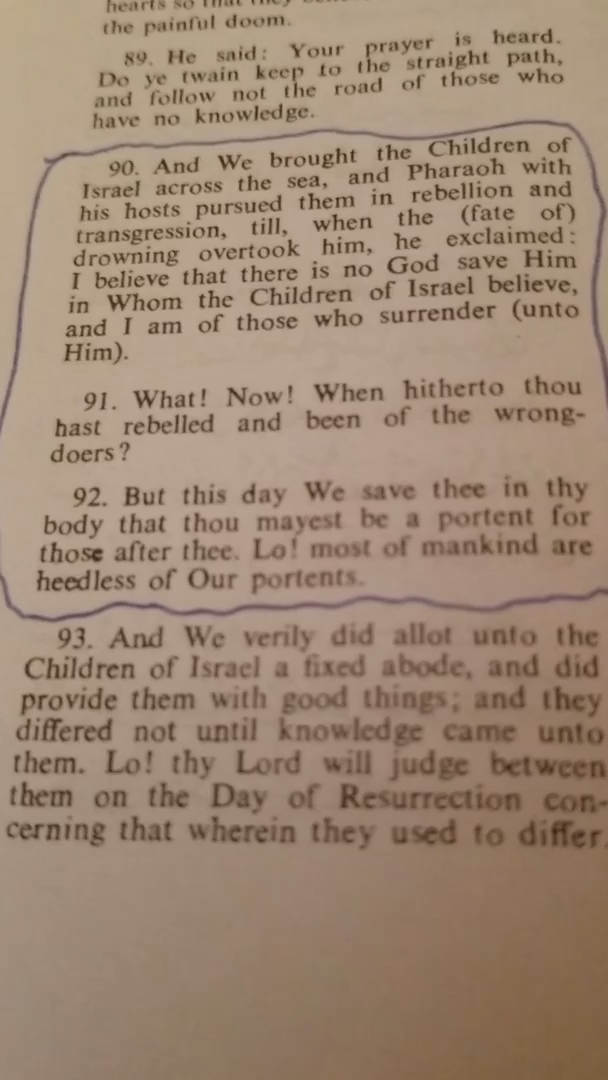 hearts so that they
the painful doom.
89. He said: Your prayer is heard.
Do ye twain keep to the straight path,
and follow not the road of those who
have no knowledge.
90. And We brought the Children of
Israel across the sea, and Pharaoh with
his hosts pursued them in rebellion and
transgression, till, when the (fate of)
drowning overtook him, he exclaimed:
I believe that there is no God save Him
in Whom the Children of Israel believe,
and I am of those who surrender (unto
Him).
91. What! Now! When hitherto thou
hast rebelled and been of the wrong-
doers?
92. But this day We save thee in thy
body that thou mayest be a portent for
those after thee. Lo! most of mankind are
heedless of Our portents.
93. And We verily did allot unto the
Children of Israel a fixed abode, and did
provide them with good things; and they
differed not until knowledge came unto
them. Lo! thy Lord will judge between
them on the Day of Resurrection con-
cerning that wherein they used to differ.